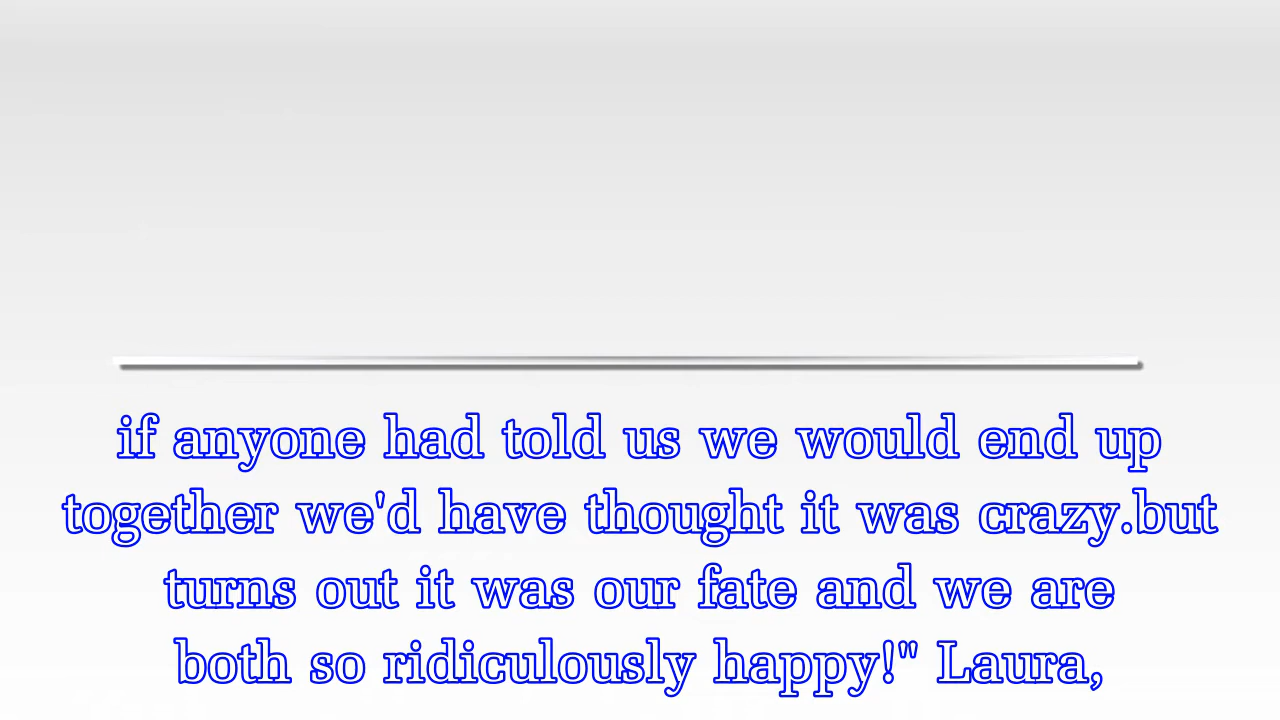 if anyone had told us we would end up
together we'd have thought it was crazy.but
turns out it was our fate and we are
both so ridiculously happy!" Laura,